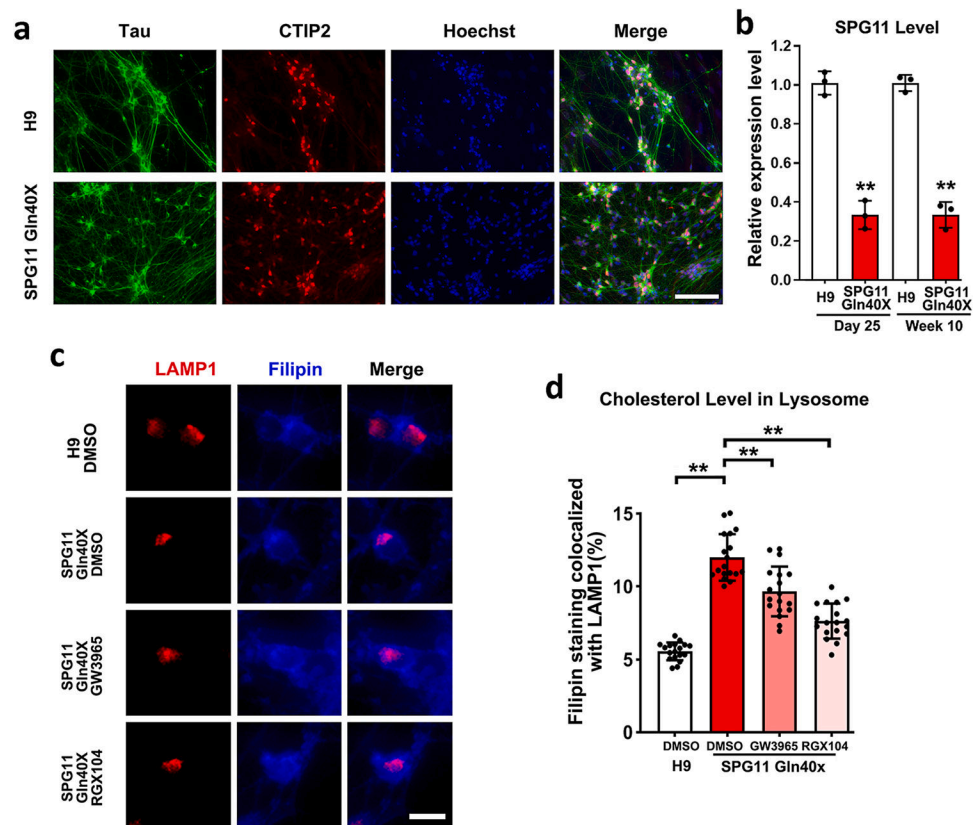 a
Tau CTIP2 Hoechst Merge
H9
SPG11 Gln40X
b
SPG11 Level
Relative expression level
1.2
1.0
0.8
0.6
0.4
0.2
0.0
** **
H9 SPG11 H9 SPG11
Gln40X Gln40X
Day 25 Week 10
c
LAMP1 Filipin Merge
H9
DMSO
SPG11
Gln40X
DMSO
SPG11
Gln40X
GW3965
SPG11
Gln40X
RGX104
d
Cholesterol Level in Lysosome
**
** **
Filipin staining colocalized
with LAMP1(%)
15
10
5
0
DMSO DMSO GW3965 RGX104
H9 SPG11 Gln40x